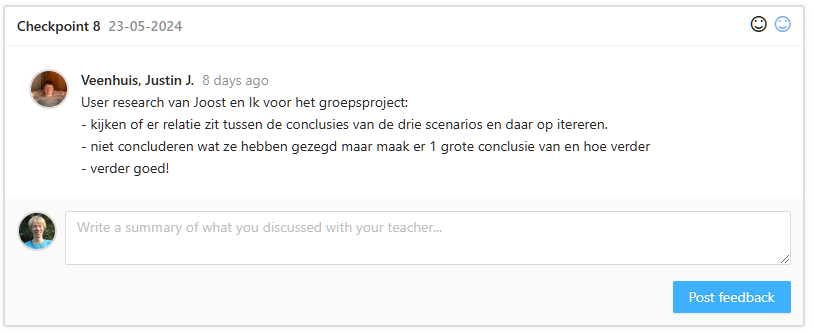 Checkpoint 8 23-05-2024
Veenhuis, Justin J. 8 days ago
User research van Joost en Ik voor het groepsproject:
- kijken of er relatie zit tussen de conclusies van de drie scenarios en daar op itereren.
- niet concluderen wat ze hebben gezegd maar maak er 1 grote conclusie van en hoe verder
- verder goed!
Write a summary of what you discussed with your teacher...
Post feedback